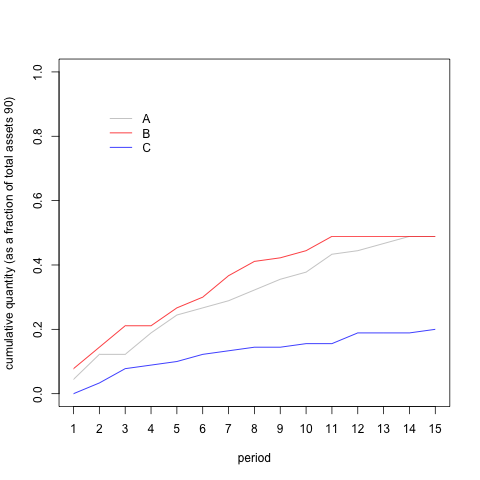 cumulative quantity (as a fraction of total assets 90)
1.0
0.8
0.6
0.4
0.2
0.0
A
B
C
1 2 3 4 5 6 7 8 9 10 11 12 13 14 15
period